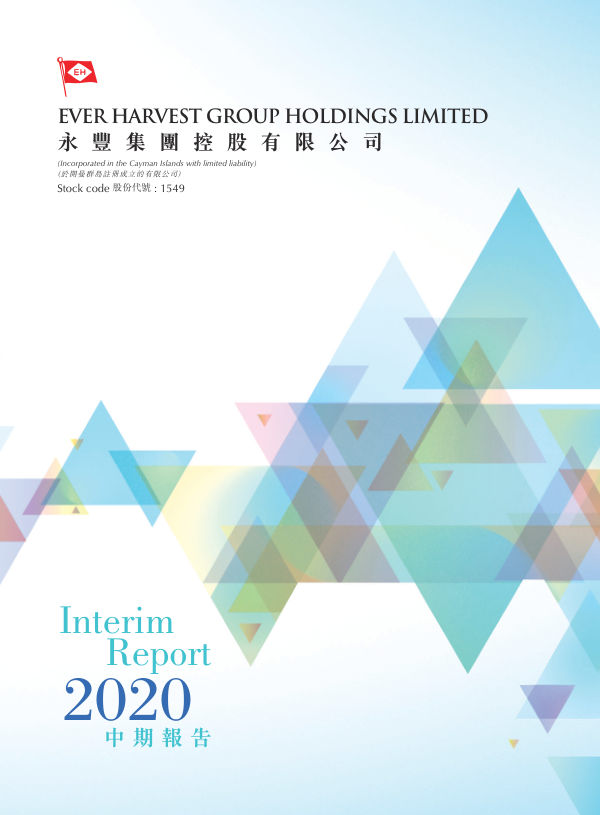 EH
EVER HARVEST GROUP HOLDINGS LIMITED
永豐集團控股有限公司
(Incorporated in the Cayman Islands with limited liability)
(於開曼群島註冊成立的有限公司)
Stock code 股份代號 : 1549
Interim
Report
2020
中期報告